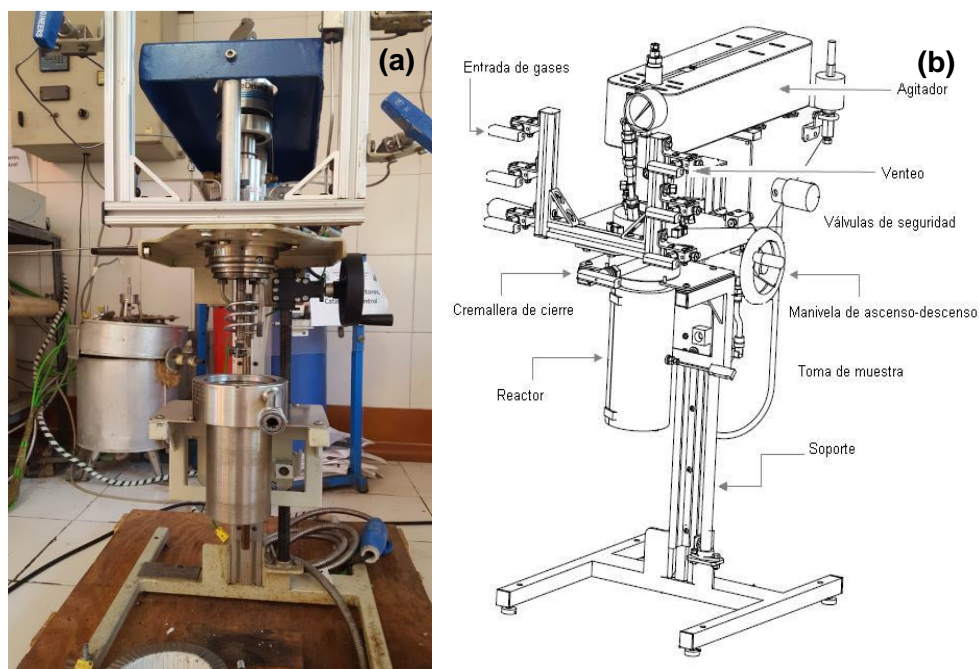 (a)
(b)
Entrada de gases
Agitador
Venteo
Válvulas de seguridad
Cremallera de cierre
Manivela de ascenso-descenso
Toma de muestra
Reactor
Soporte